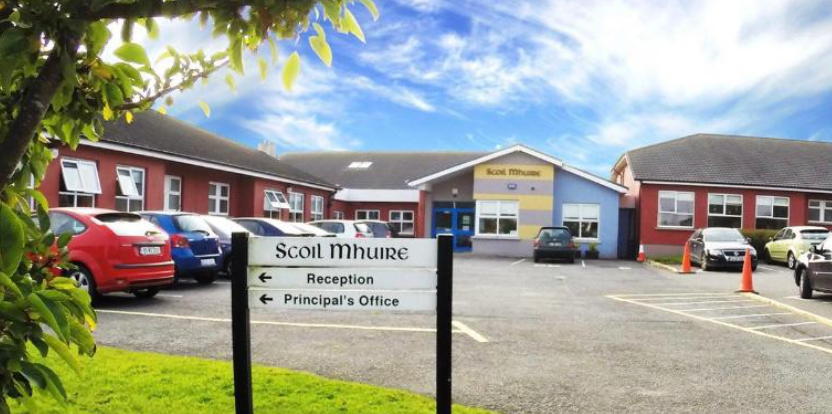 Scoil Mhuire
Scoil Mhuire
← Reception
← Principal's Office